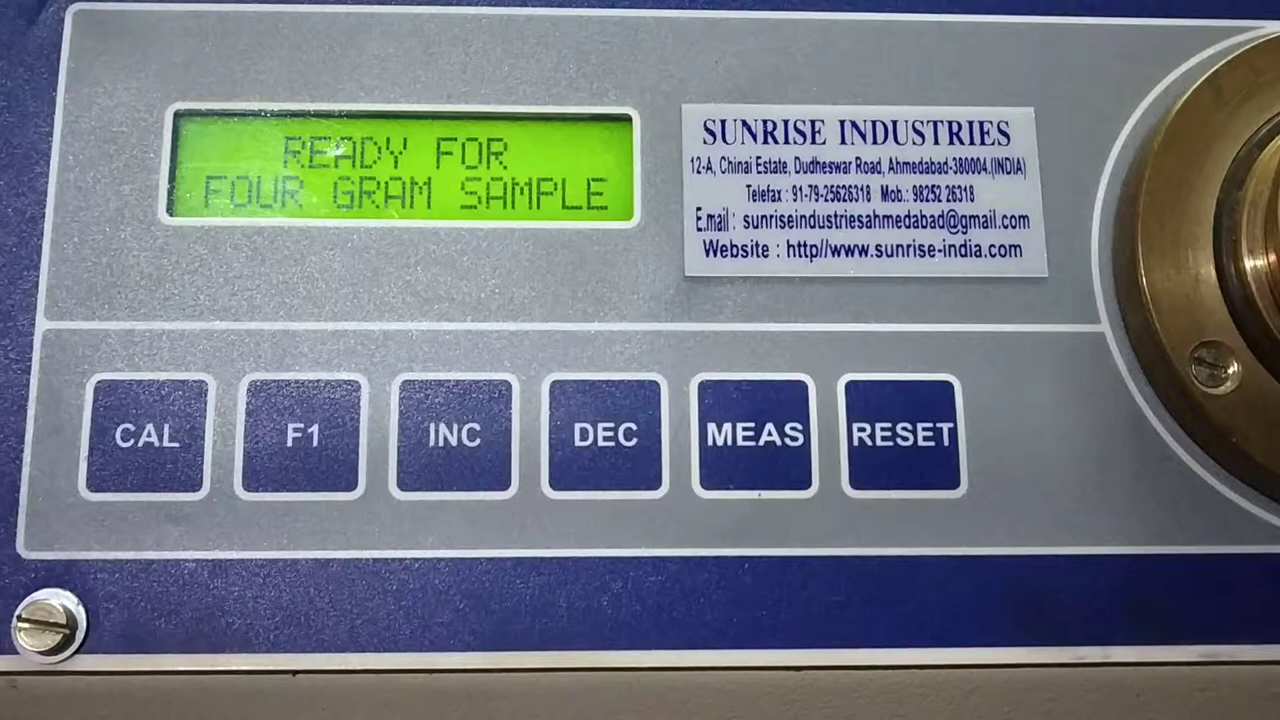 READY FOR
FOUR GRAM SAMPLE
SUNRISE INDUSTRIES
12-A, Chinai Estate, Dudheswar Road, Ahmedabad-380004.(INDIA)
Telefax : 91-79-25626318 Mob.: 98252 26318
E.mail : sunriseindustriesahmedabad@gmail.com
Website : http//www.sunrise-india.com
CAL
F1
INC
DEC
MEAS
RESET